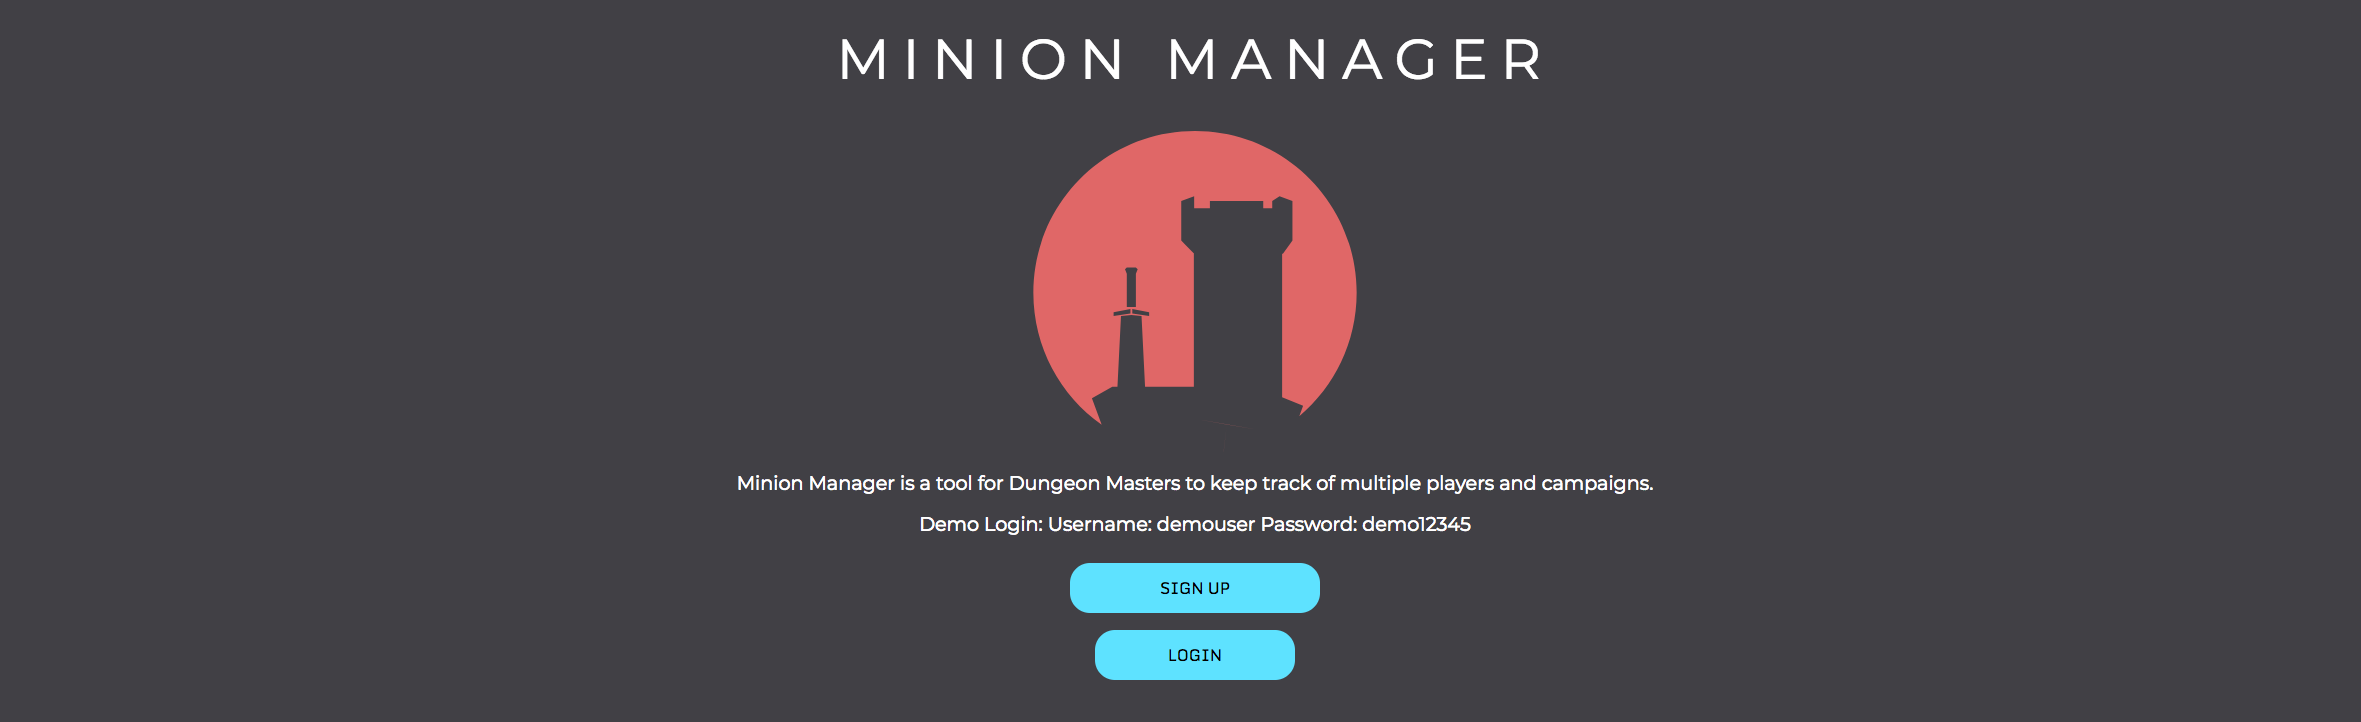 MINION MANAGER
Minion Manager is a tool for Dungeon Masters to keep track of multiple players and campaigns.
Demo Login: Username: demouser Password: demo12345
SIGN UP
LOGIN